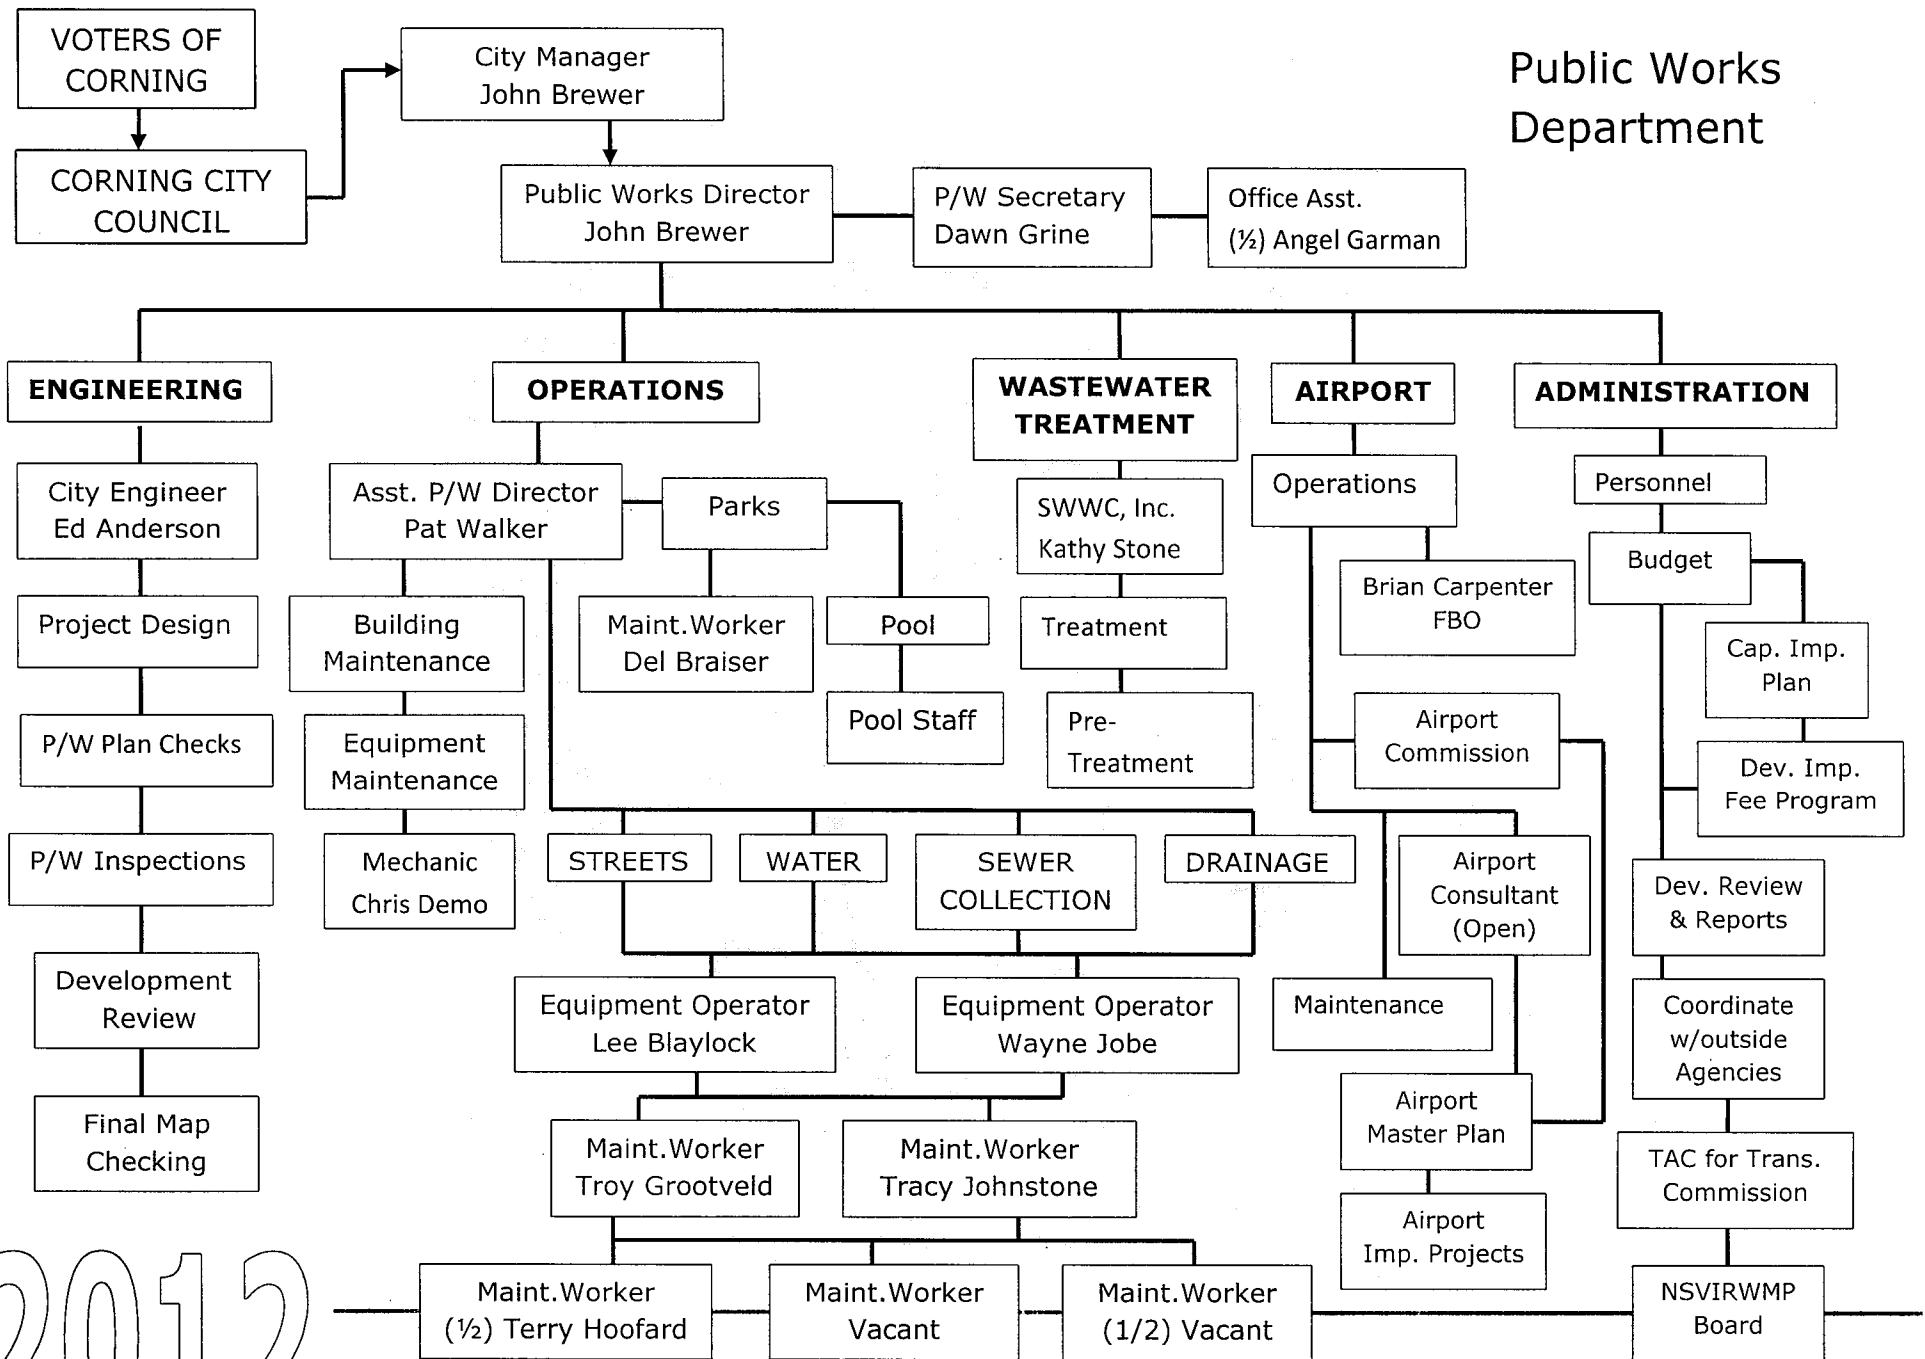 VOTERS OF
CORNING
City Manager
John Brewer
Public Works
Department
CORNING CITY
COUNCIL
Public Works Director
John Brewer
P/W Secretary
Dawn Grine
Office Asst.
(½) Angel Garman
ENGINEERING
OPERATIONS
WASTEWATER
TREATMENT
AIRPORT
ADMINISTRATION
City Engineer
Ed Anderson
Project Design
P/W Plan Checks
P/W Inspections
Development
Review
Final Map
Checking
Asst. P/W Director
Pat Walker
Parks
Building
Maintenance
Equipment
Maintenance
Mechanic
Chris Demo
Maint.Worker
Del Braiser
Pool
Pool Staff
STREETS
WATER
SEWER
COLLECTION
DRAINAGE
Equipment Operator
Lee Blaylock
Equipment Operator
Wayne Jobe
Maint.Worker
Troy Grootveld
Maint.Worker
Tracy Johnstone
Maint.Worker
(½) Terry Hoofard
Maint.Worker
Vacant
Maint.Worker
(1/2) Vacant
SWWC, Inc.
Kathy Stone
Treatment
Pre-
Treatment
Operations
Brian Carpenter
FBO
Airport
Commission
Airport
Consultant
(Open)
Maintenance
Airport
Master Plan
Airport
Imp. Projects
Personnel
Budget
Cap. Imp.
Plan
Dev. Imp.
Fee Program
Dev. Review
& Reports
Coordinate
w/outside
Agencies
TAC for Trans.
Commission
NSVIRWMP
Board
2012